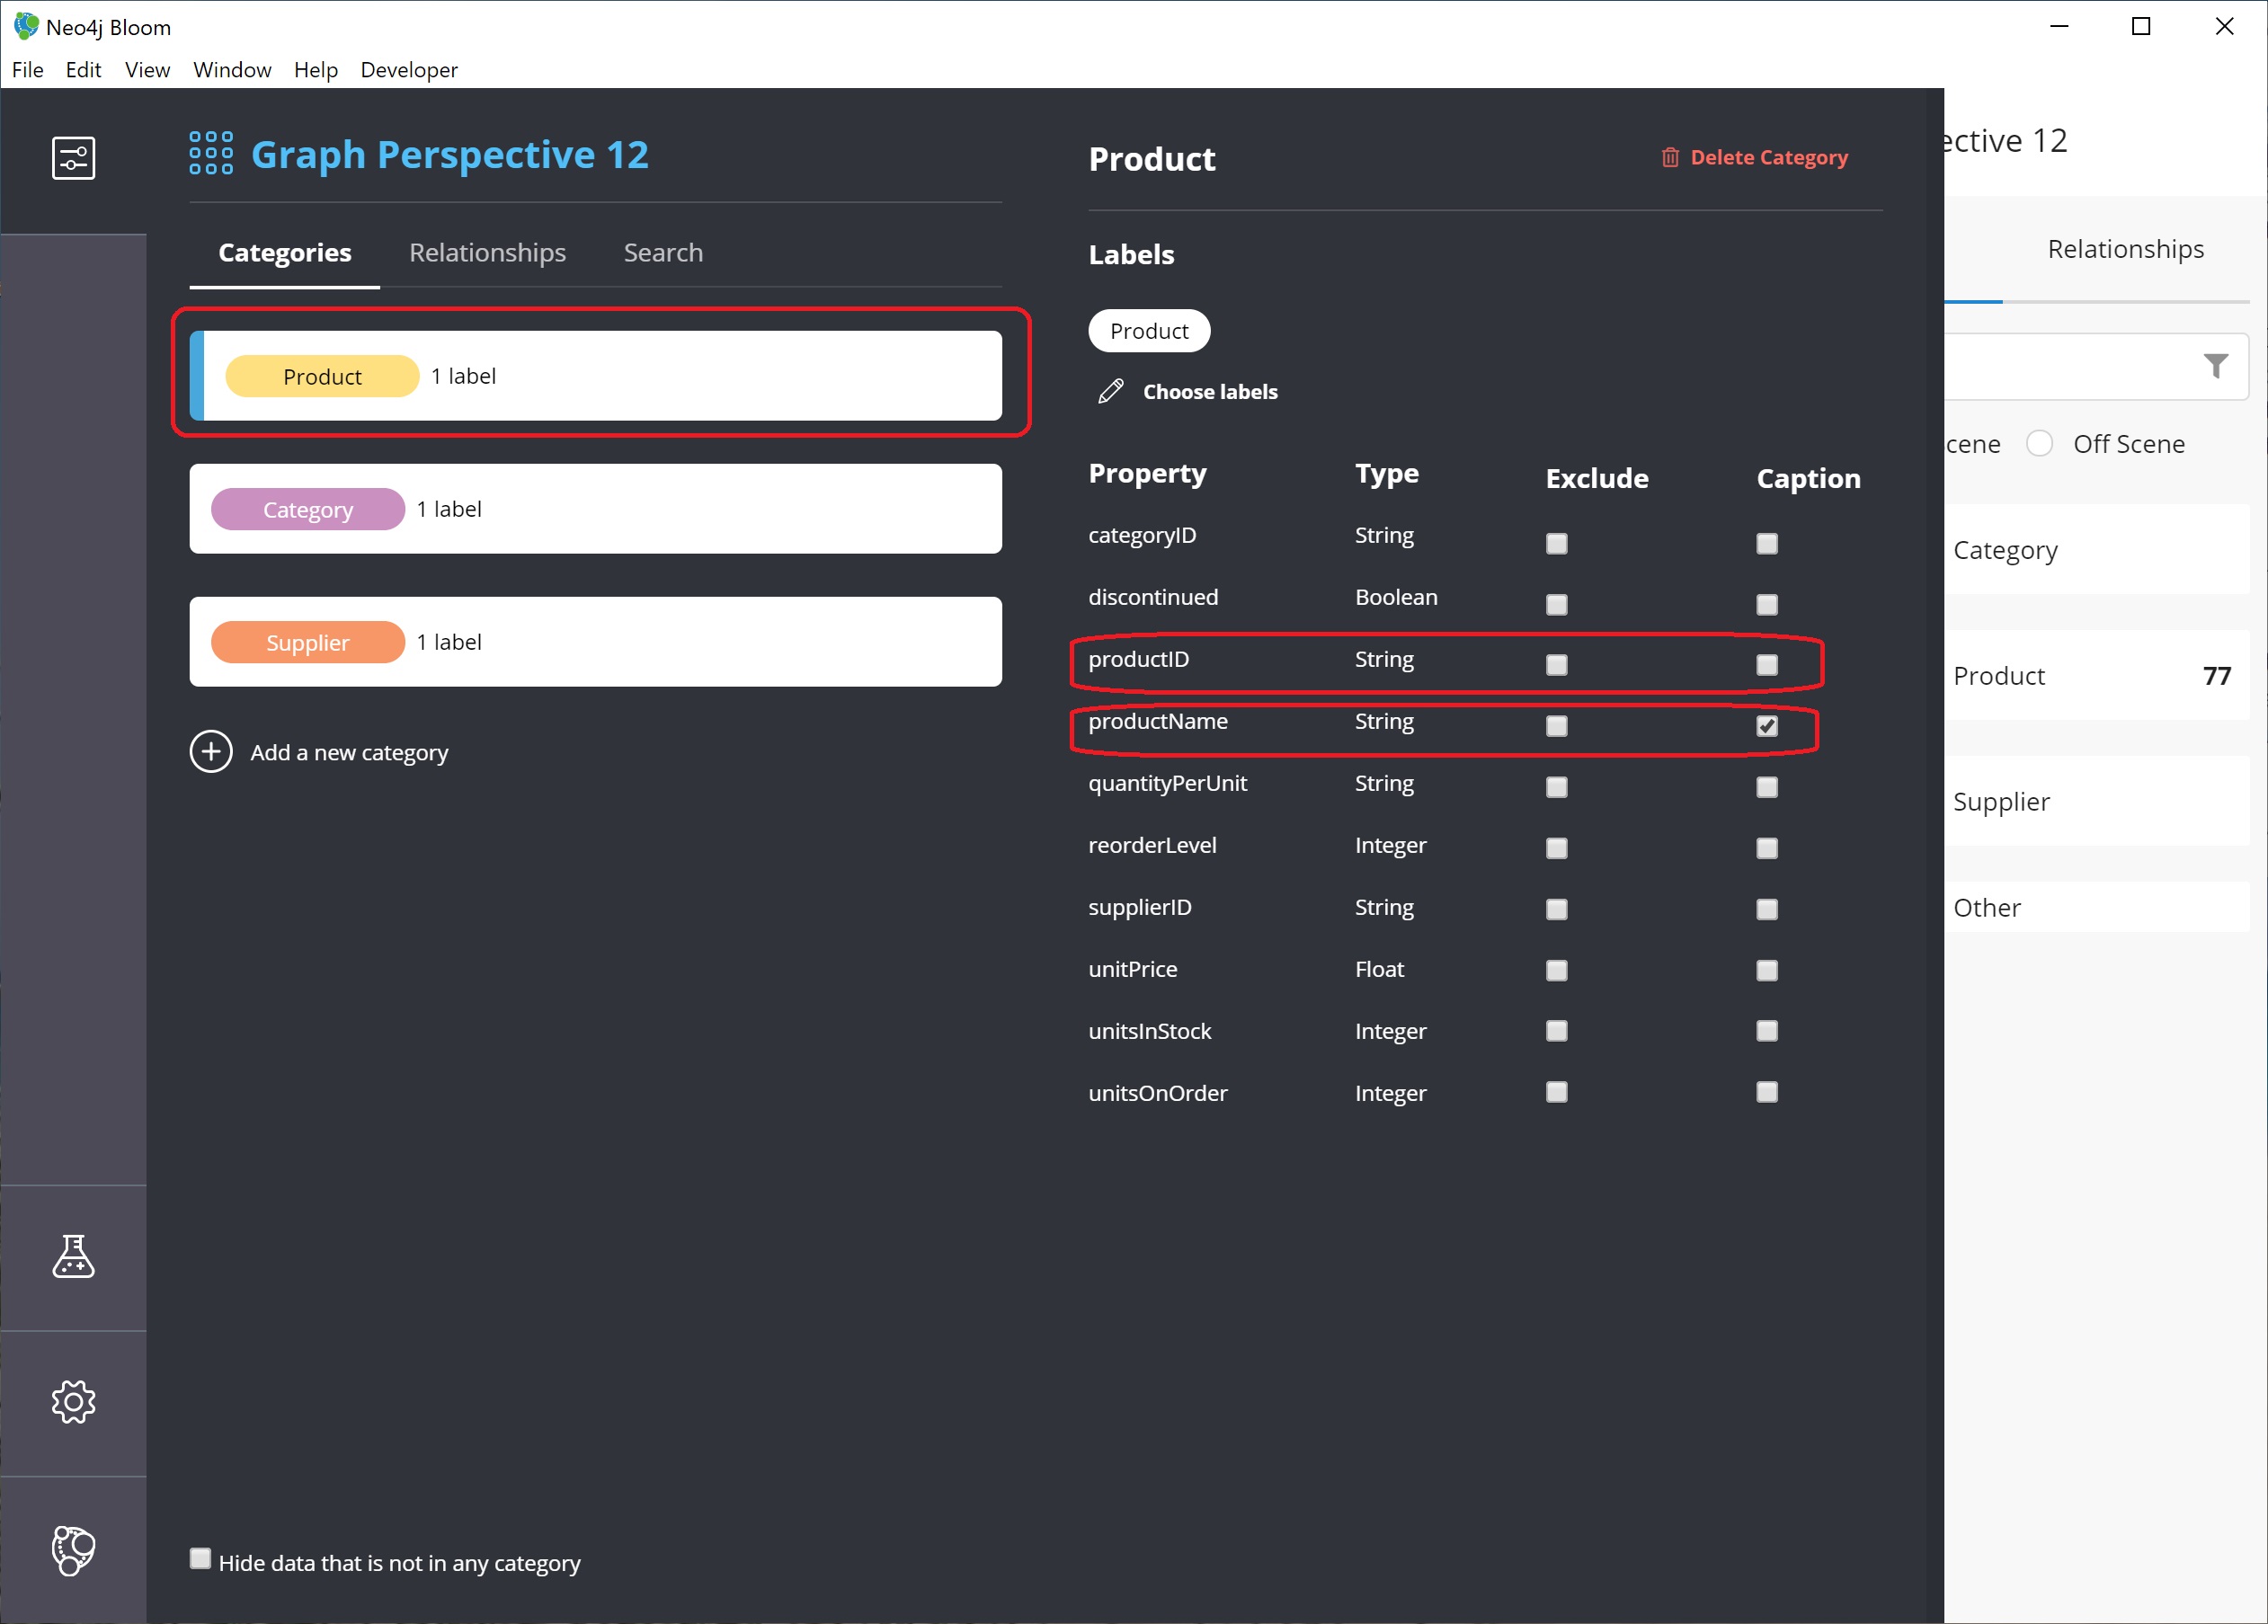 Neo4j Bloom
File Edit View Window Help Developer
Graph Perspective 12
Categories Relationships Search
Product 1 label
Category 1 label
Supplier 1 label
Add a new category
Hide data that is not in any category
Product Delete Category
Labels
Product
Choose labels
Property Type Exclude Caption
categoryID String
discontinued Boolean
productID String
productName String
quantityPerUnit String
reorderLevel Integer
supplierID String
unitPrice Float
unitsInStock Integer
unitsOnOrder Integer
ective 12
Relationships
cene Off Scene
Category
Product 77
Supplier
Other